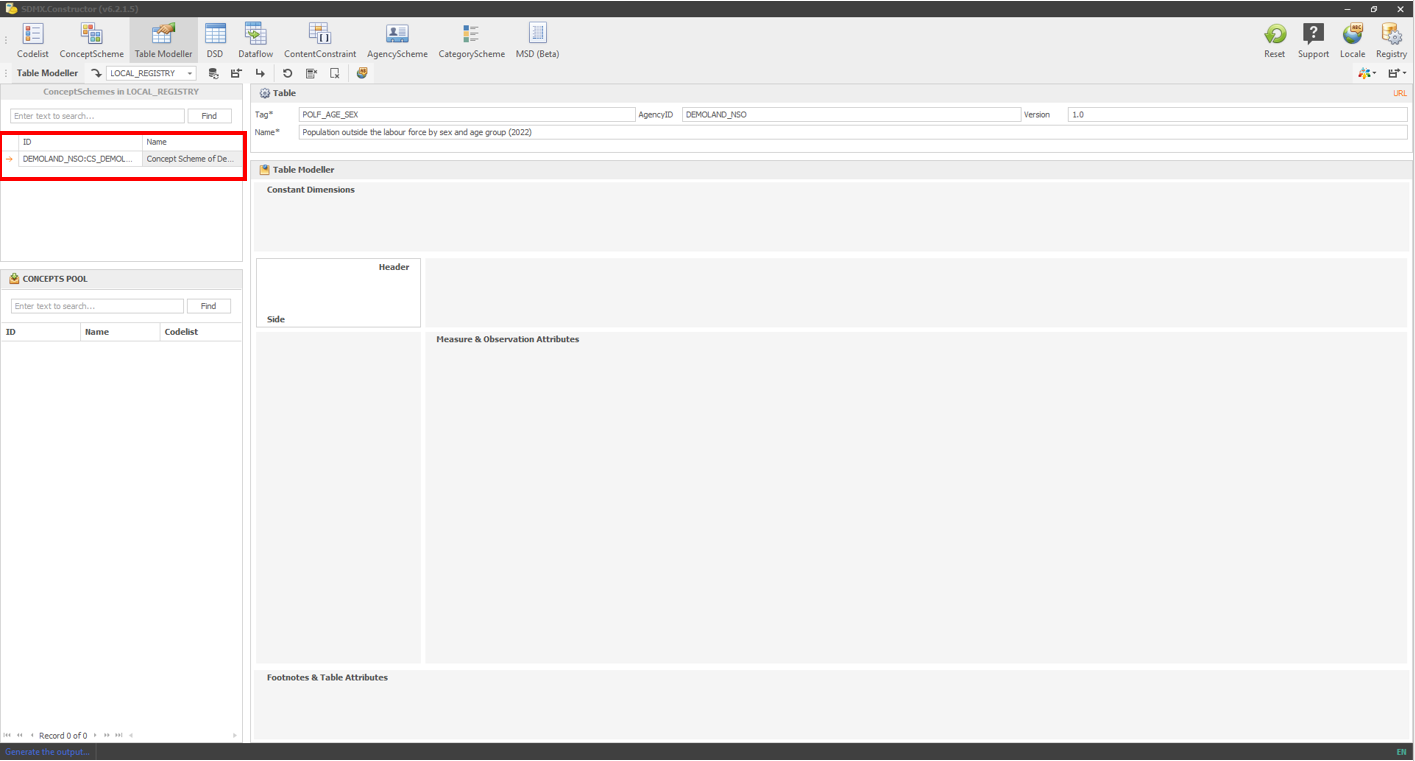 SDMX.Constructor (v6.2.1.5)
Codelist ConceptScheme Table Modeller DSD Dataflow ContentConstraint AgencyScheme CategoryScheme MSD (Beta) Reset Support Locale Registry
Table Modeller LOCAL_REGISTRY
ConceptSchemes in LOCAL_REGISTRY
Enter text to search... Find
ID Name
DEMOLAND_NSO:CS_DEMOL... Concept Scheme of De...
CONCEPTS POOL
Enter text to search... Find
ID Name Codelist
Record 0 of 0
Table URL
Tag* POLF_AGE_SEX AgencyID DEMOLAND_NSO Version 1.0
Name* Population outside the labour force by sex and age group (2022)
Table Modeller
Constant Dimensions
Header
Side
Measure & Observation Attributes
Footnotes & Table Attributes
Generate the output... EN